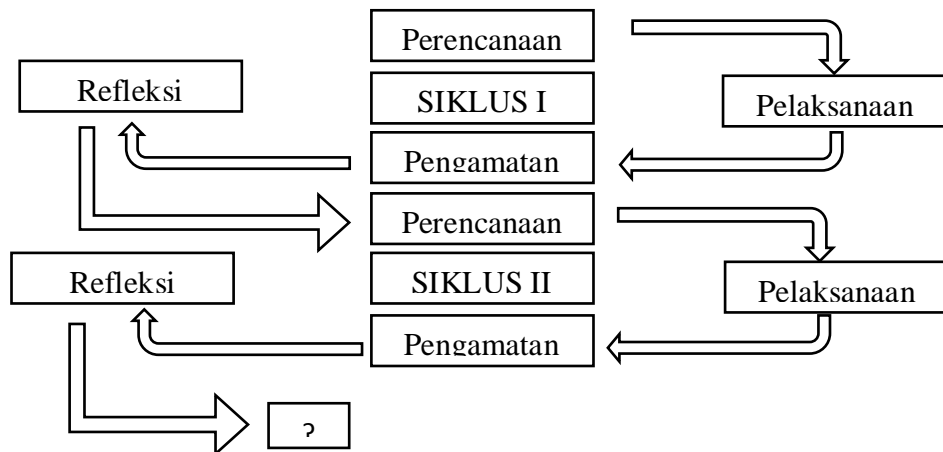 Perencanaan
Refleksi
SIKLUS I
Pelaksanaan
Pengamatan
Perencanaan
Refleksi
SIKLUS II
Pelaksanaan
Pengamatan
?